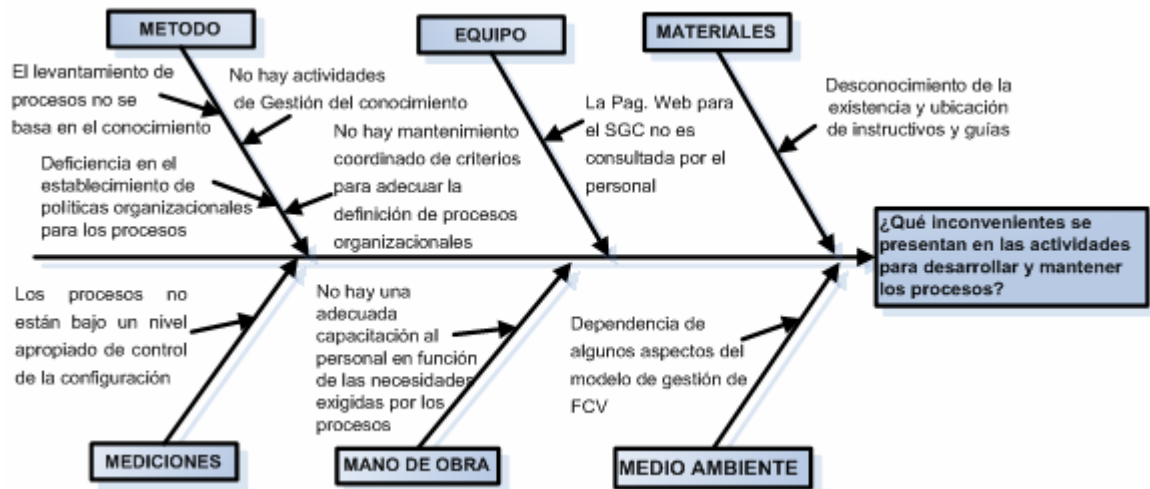 METODO
EQUIPO
MATERIALES
El levantamiento de
procesos no se
basa en el conocimiento
No hay actividades
de Gestión del conocimiento
Deficiencia en el
establecimiento de
políticas organizacionales
para los procesos
No hay mantenimiento
coordinado de criterios
para adecuar la
definición de procesos
organizacionales
La Pag. Web para
el SGC no es
consultada por el
personal
Desconocimiento de la
existencia y ubicación
de instructivos y guías
¿Qué inconvenientes se
presentan en las actividades
para desarrollar y mantener
los procesos?
Los procesos no
están bajo un nivel
apropiado de control
de la configuración
No hay una
adecuada
capacitación al
personal en función
de las necesidades
exigidas por los
procesos
Dependencia de
algunos aspectos del
modelo de gestión de
FCV
MEDICIONES
MANO DE OBRA
MEDIO AMBIENTE